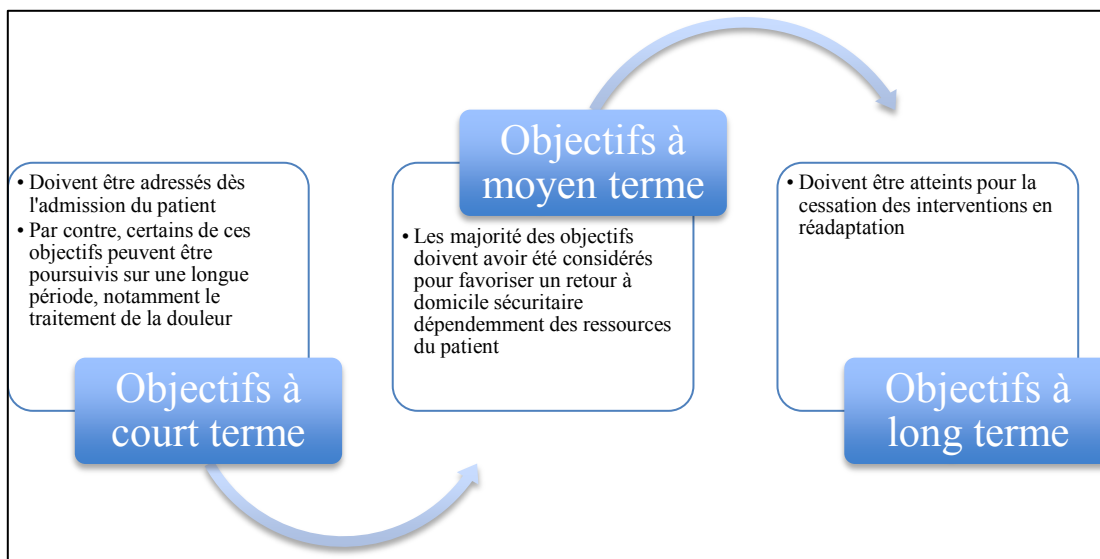 • Doivent être adressés dès
l'admission du patient
• Par contre, certains de ces
objectifs peuvent être
poursuivis sur une longue
période, notamment le
traitement de la douleur
Objectifs à
court terme
Objectifs à
moyen terme
• Les majorité des objectifs
doivent avoir été considérés
pour favoriser un retour à
domicile sécuritaire
dépendemment des ressources
du patient
• Doivent être atteints pour la
cessation des interventions en
réadaptation
Objectifs à
long terme